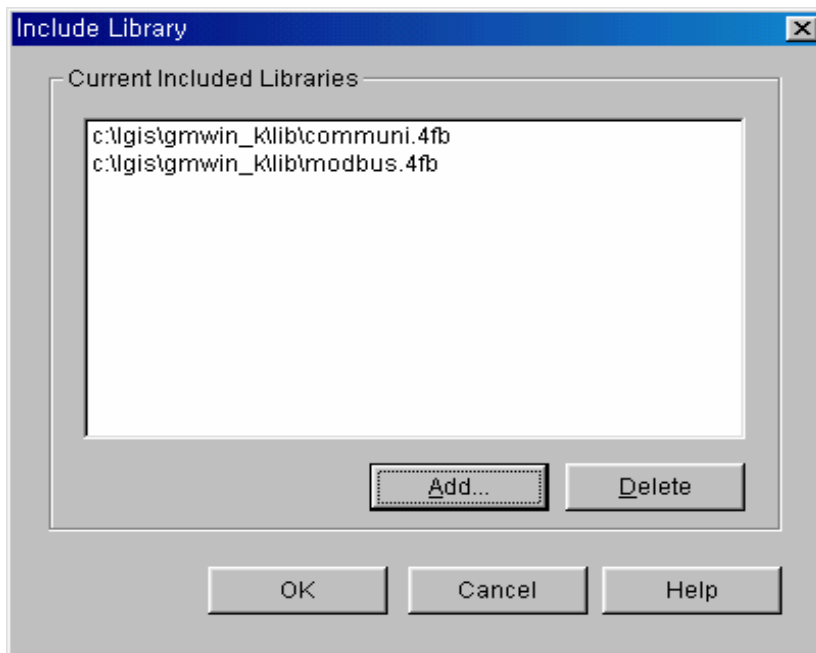 Include Library
Current Included Libraries
c:\lgis\gmwin_k\lib\communi.4fb
c:\lgis\gmwin_k\lib\modbus.4fb
Add...
Delete
OK
Cancel
Help